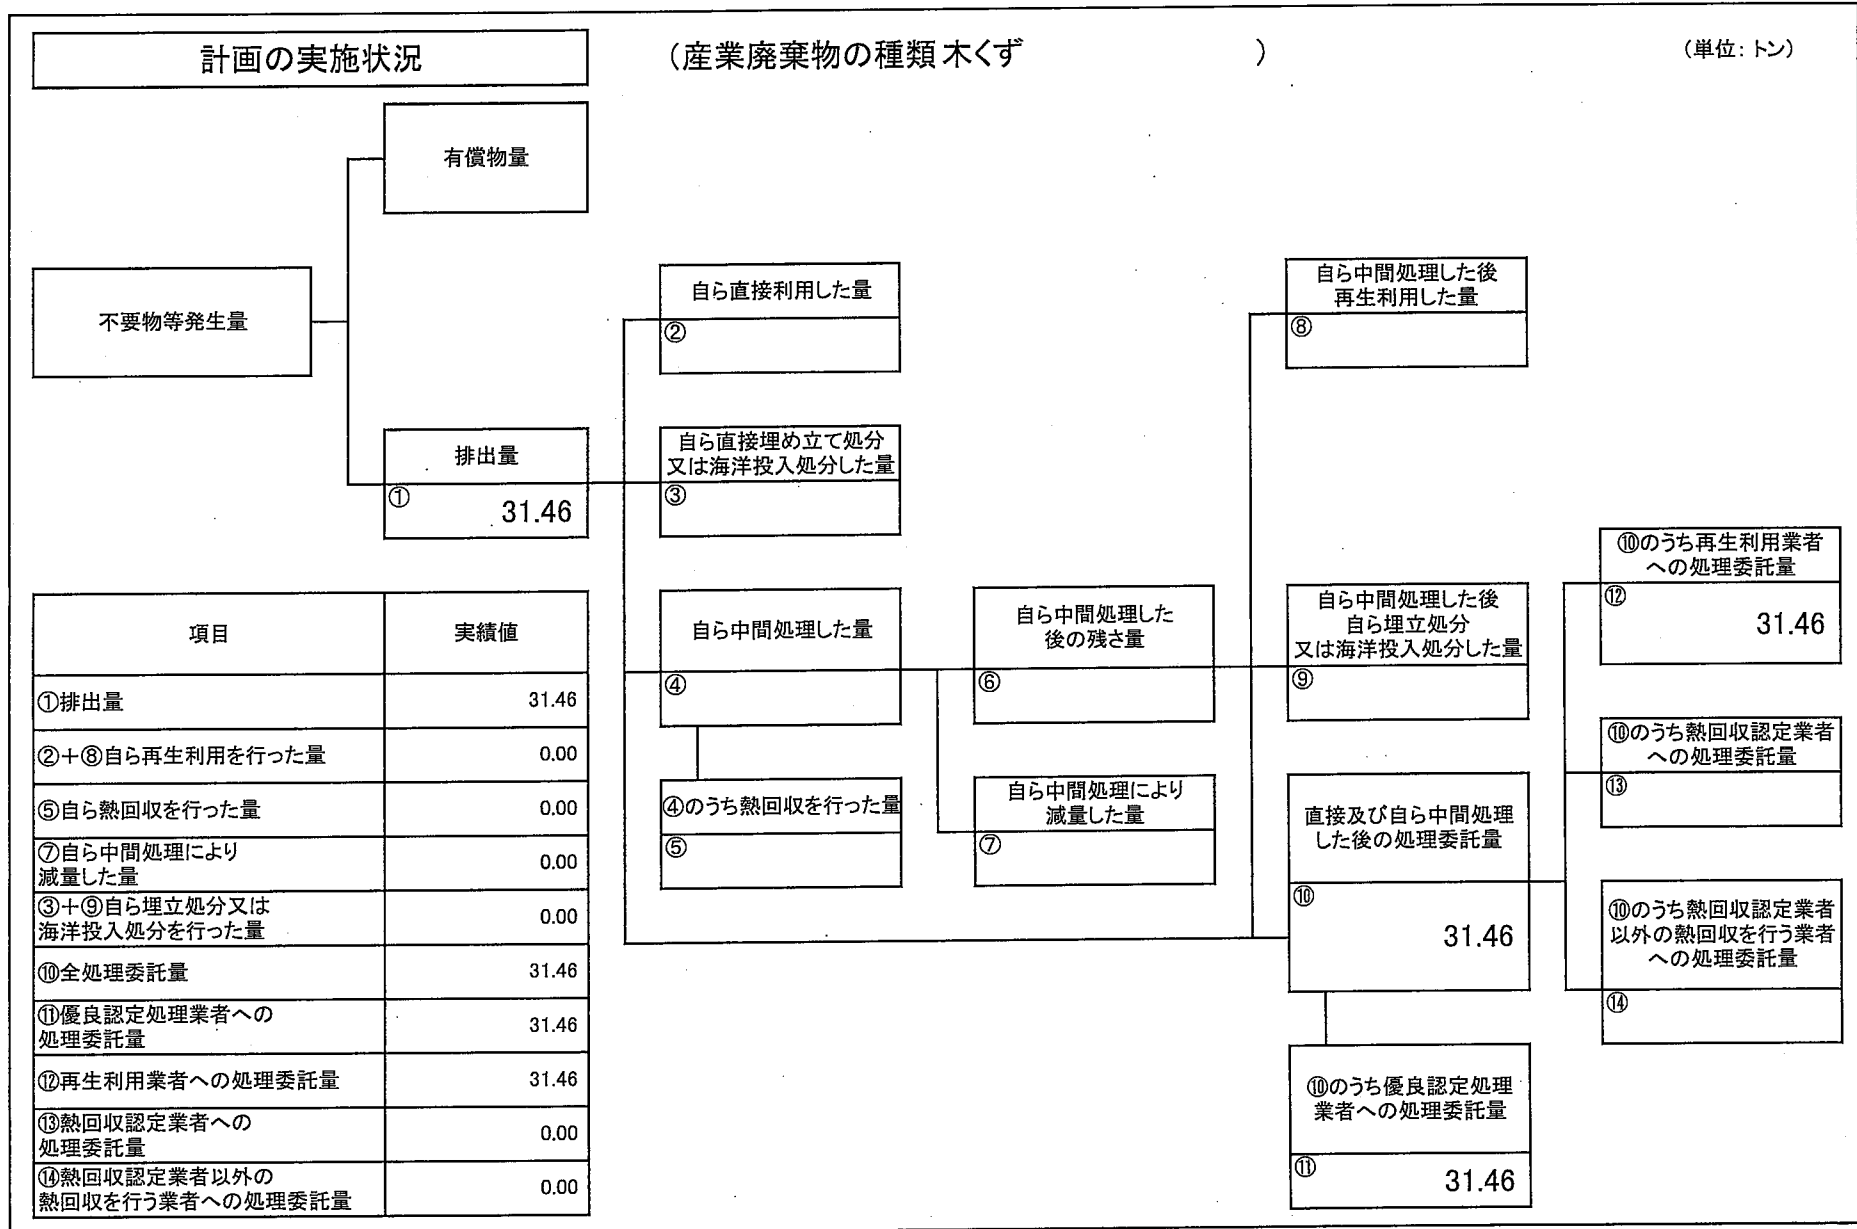 計画の実施状況
（産業廃棄物の種類 木くず ）
（単位：トン）
有償物量
不要物等発生量
排出量
①
31.46
自ら直接利用した量
②
自ら直接埋め立て処分
又は海洋投入処分した量
③
自ら中間処理した量
④
④のうち熱回収を行った量
⑤
自ら中間処理した
後の残さ量
⑥
自ら中間処理により
減量した量
⑦
自ら中間処理した後
再生利用した量
⑧
自ら中間処理した後
自ら埋立処分
又は海洋投入処分した量
⑨
直接及び自ら中間処理
した後の処理委託量
⑩
31.46
⑩のうち優良認定処理
業者への処理委託量
⑪
31.46
⑩のうち再生利用業者
への処理委託量
⑫
31.46
⑩のうち熱回収認定業者
への処理委託量
⑬
⑩のうち熱回収認定業者
以外の熱回収を行う業者
への処理委託量
⑭
項目 実績値
①排出量 31.46
②＋⑧自ら再生利用を行った量 0.00
⑤自ら熱回収を行った量 0.00
⑦自ら中間処理により
減量した量 0.00
③＋⑨自ら埋立処分又は
海洋投入処分を行った量 0.00
⑩全処理委託量 31.46
⑪優良認定処理業者への
処理委託量 31.46
⑫再生利用業者への処理委託量 31.46
⑬熱回収認定業者への
処理委託量 0.00
⑭熱回収認定業者以外の
熱回収を行う業者への処理委託量 0.00